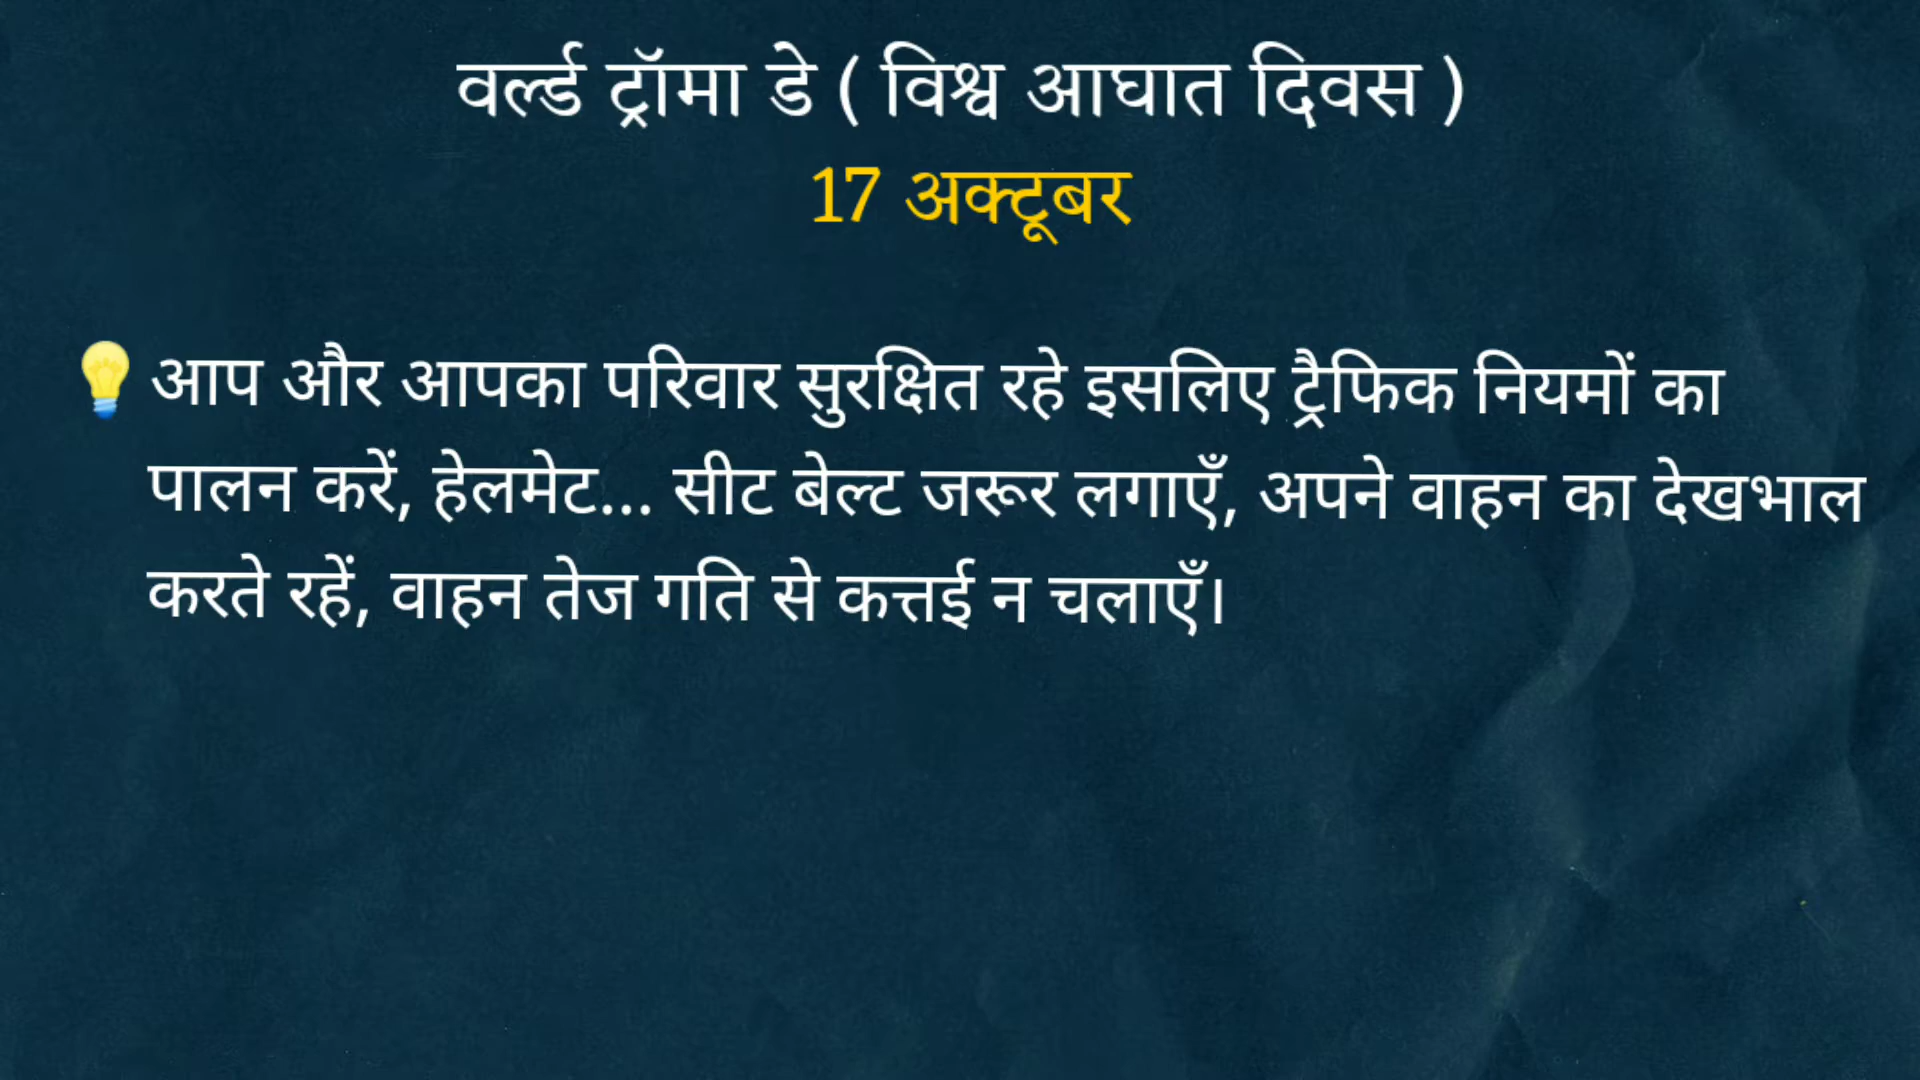 वर्ल्ड ट्रॉमा डे ( विश्व आघात दिवस )
17 अक्टूबर
आप और आपका परिवार सुरक्षित रहे इसलिए ट्रैफिक नियमों का
पालन करें, हेलमेट... सीट बेल्ट जरूर लगाएँ, अपने वाहन का देखभाल
करते रहें, वाहन तेज गति से कत्तई न चलाएँ।